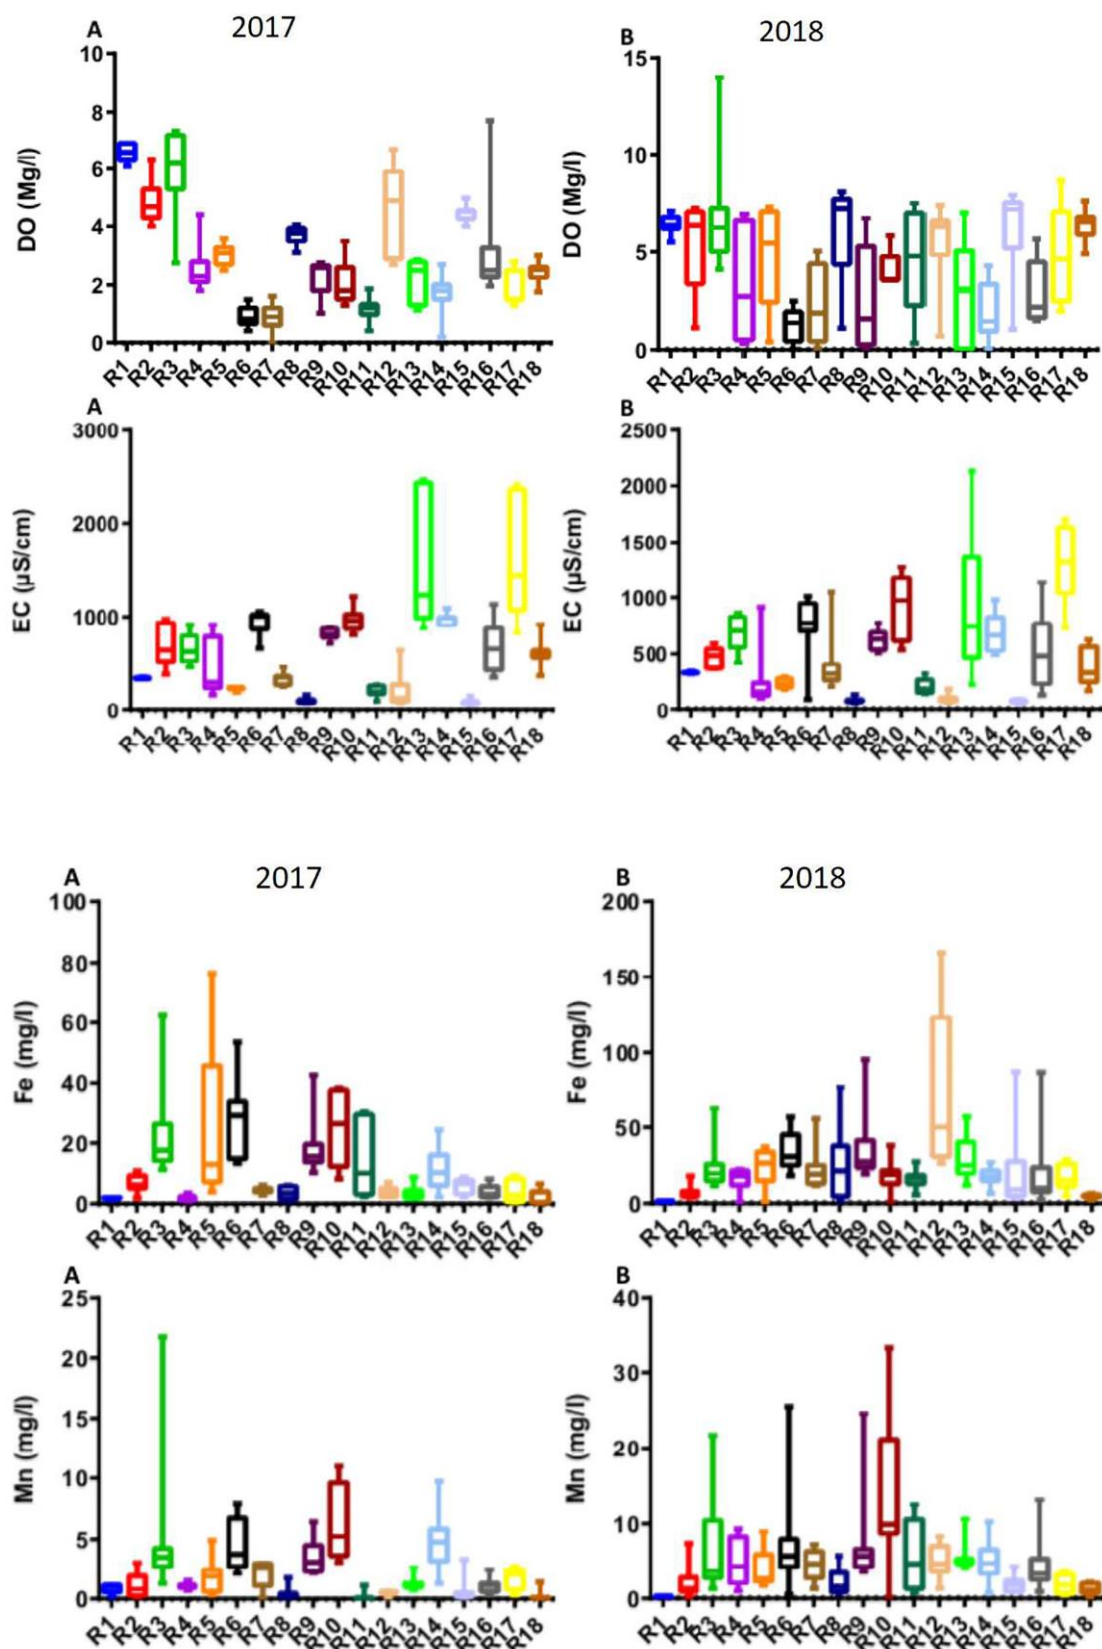 A 2017
B 2018
DO (Mg/l)
10
8
6
4
2
0
R1 R2 R3 R4 R5 R6 R7 R8 R9 R10 R11 R12 R13 R14 R15 R16 R17 R18
DO (Mg/l)
15
10
5
0
R1 R2 R3 R4 R5 R6 R7 R8 R9 R10 R11 R12 R13 R14 R15 R16 R17 R18
A
B
EC (µS/cm)
3000
2000
1000
0
R1 R2 R3 R4 R5 R6 R7 R8 R9 R10 R11 R12 R13 R14 R15 R16 R17 R18
EC (µS/cm)
2500
2000
1500
1000
500
0
R1 R2 R3 R4 R5 R6 R7 R8 R9 R10 R11 R12 R13 R14 R15 R16 R17 R18
A 2017
B 2018
Fe (mg/l)
100
80
60
40
20
0
R1 R2 R3 R4 R5 R6 R7 R8 R9 R10 R11 R12 R13 R14 R15 R16 R17 R18
Fe (mg/l)
200
150
100
50
0
R1 R2 R3 R4 R5 R6 R7 R8 R9 R10 R11 R12 R13 R14 R15 R16 R17 R18
A
B
Mn (mg/l)
25
20
15
10
5
0
R1 R2 R3 R4 R5 R6 R7 R8 R9 R10 R11 R12 R13 R14 R15 R16 R17 R18
Mn (mg/l)
40
30
20
10
0
R1 R2 R3 R4 R5 R6 R7 R8 R9 R10 R11 R12 R13 R14 R15 R16 R17 R18